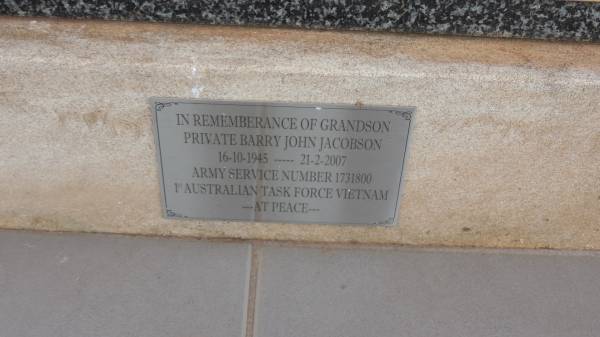 IN REMEMBERANCE OF GRANDSON
PRIVATE BARRY JOHN JACOBSON
16-10-1945 ----- 21-2-2007
ARMY SERVICE NUMBER 1731800
1st AUSTRALIAN TASK FORCE VIETNAM
---AT PEACE---